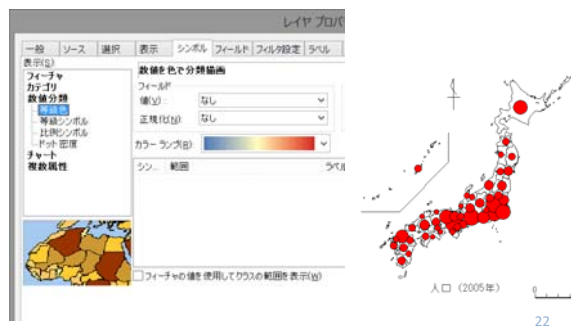 レイヤ プロパ
一般 ソース 選択 表示 シンボル フィールド フィルタ設定 ラベル
表示(S)
フィーチャ
カテゴリ
数値分類
等級色
等級シンボル
比例シンボル
ドット密度
チャート
複数属性
数値を色で分類描画
フィールド
値(V): なし
正規化(N): なし
カラー ランプ(R):
シン... 範囲 ラベル
フィーチャの値を使用してクラスの範囲を表示(W)
人口(2005年)
0
22